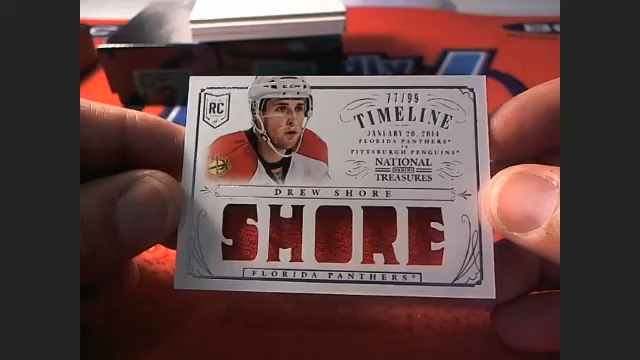 77/99
RC
TIMELINE
JANUARY 20, 2014
FLORIDA PANTHERS®
VS
PITTSBURGH PENGUINS®
NATIONAL
PANINI
TREASURES
DREW SHORE
SHORE
FLORIDA PANTHERS®